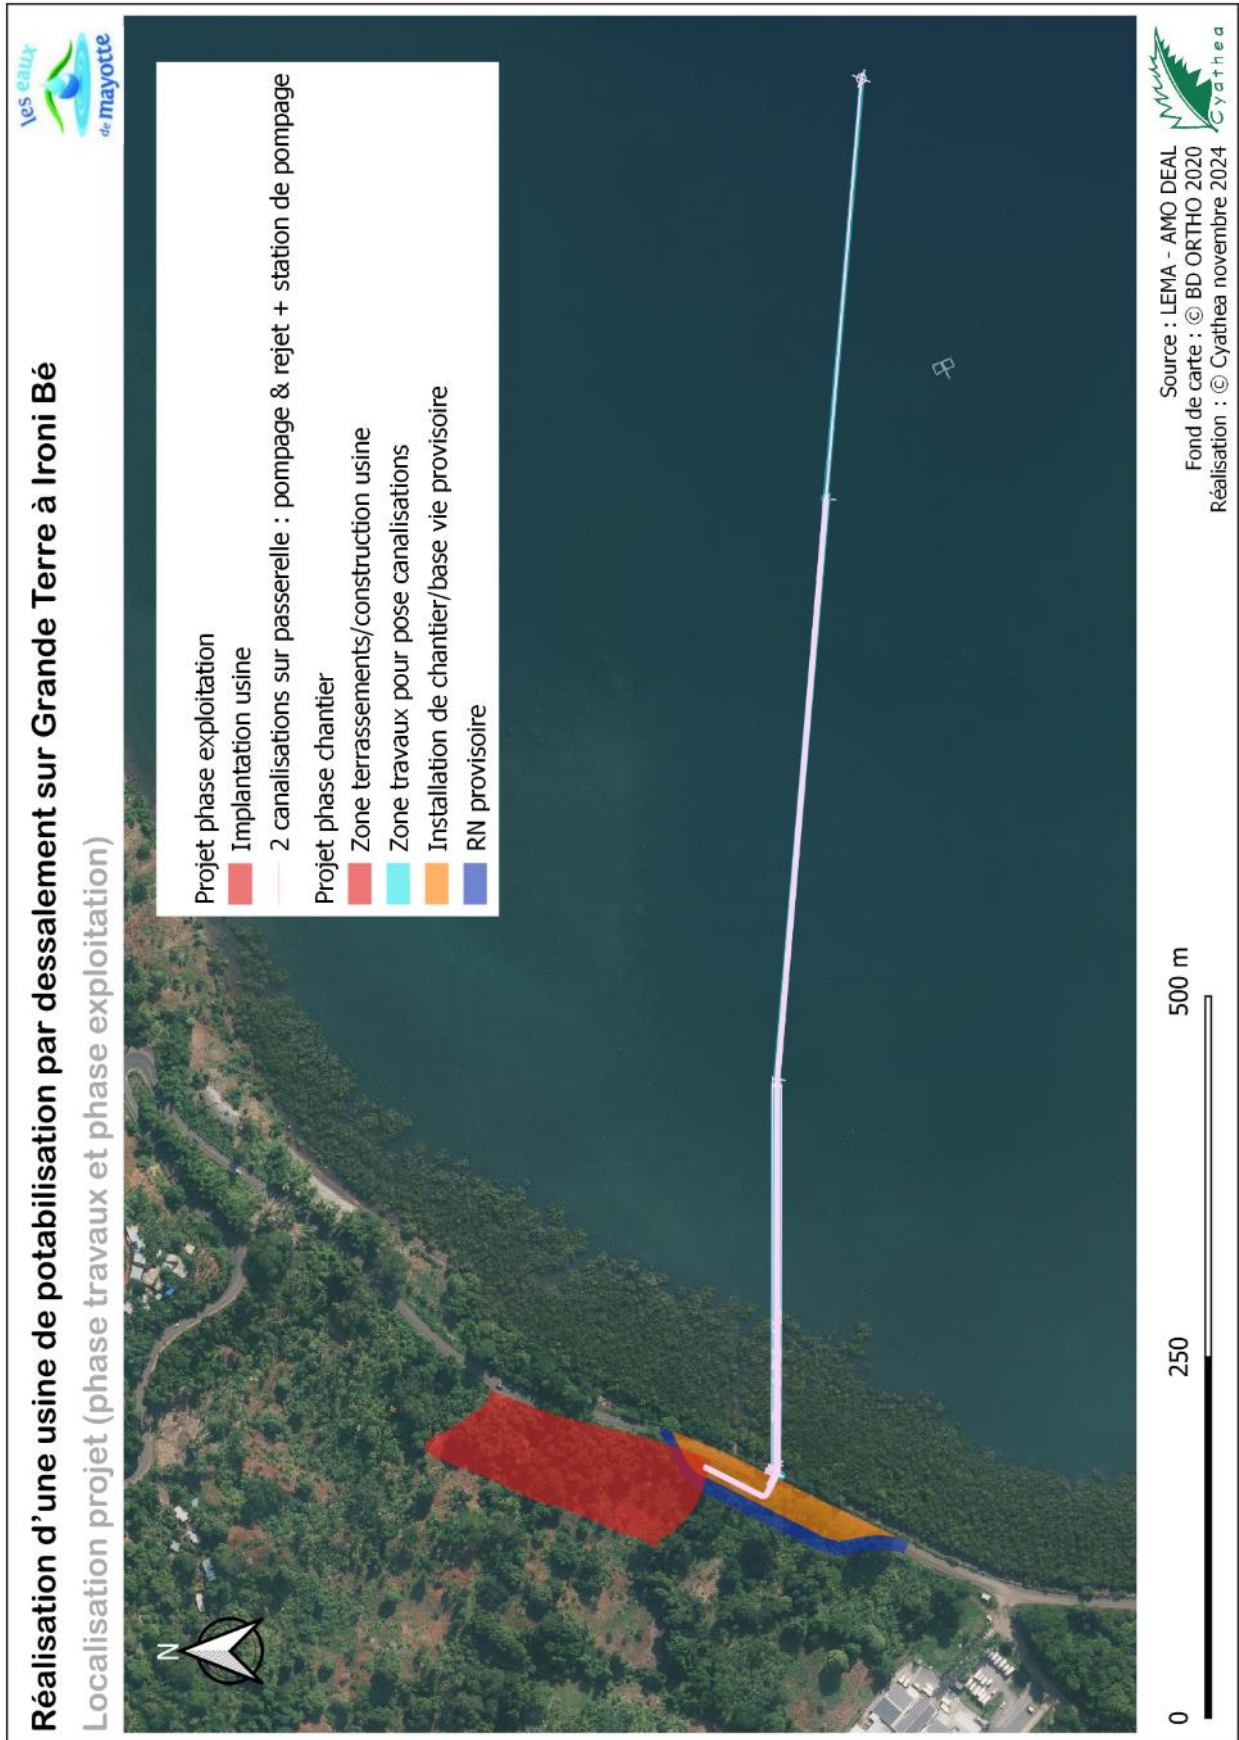 Réalisation d'une usine de potabilisation par dessalement sur Grande Terre à Ironi Bé
Localisation projet (phase travaux et phase exploitation)
les eaux
de mayotte
N
Projet phase exploitation
Implantation usine
2 canalisations sur passerelle : pompage & rejet + station de pompage
Projet phase chantier
Zone terrassements/construction usine
Zone travaux pour pose canalisations
Installation de chantier/base vie provisoire
RN provisoire
0 250 500 m
Source : LEMA - AMO DEAL
Fond de carte : © BD ORTHO 2020
Réalisation : © Cyathea novembre 2024
Cyathea